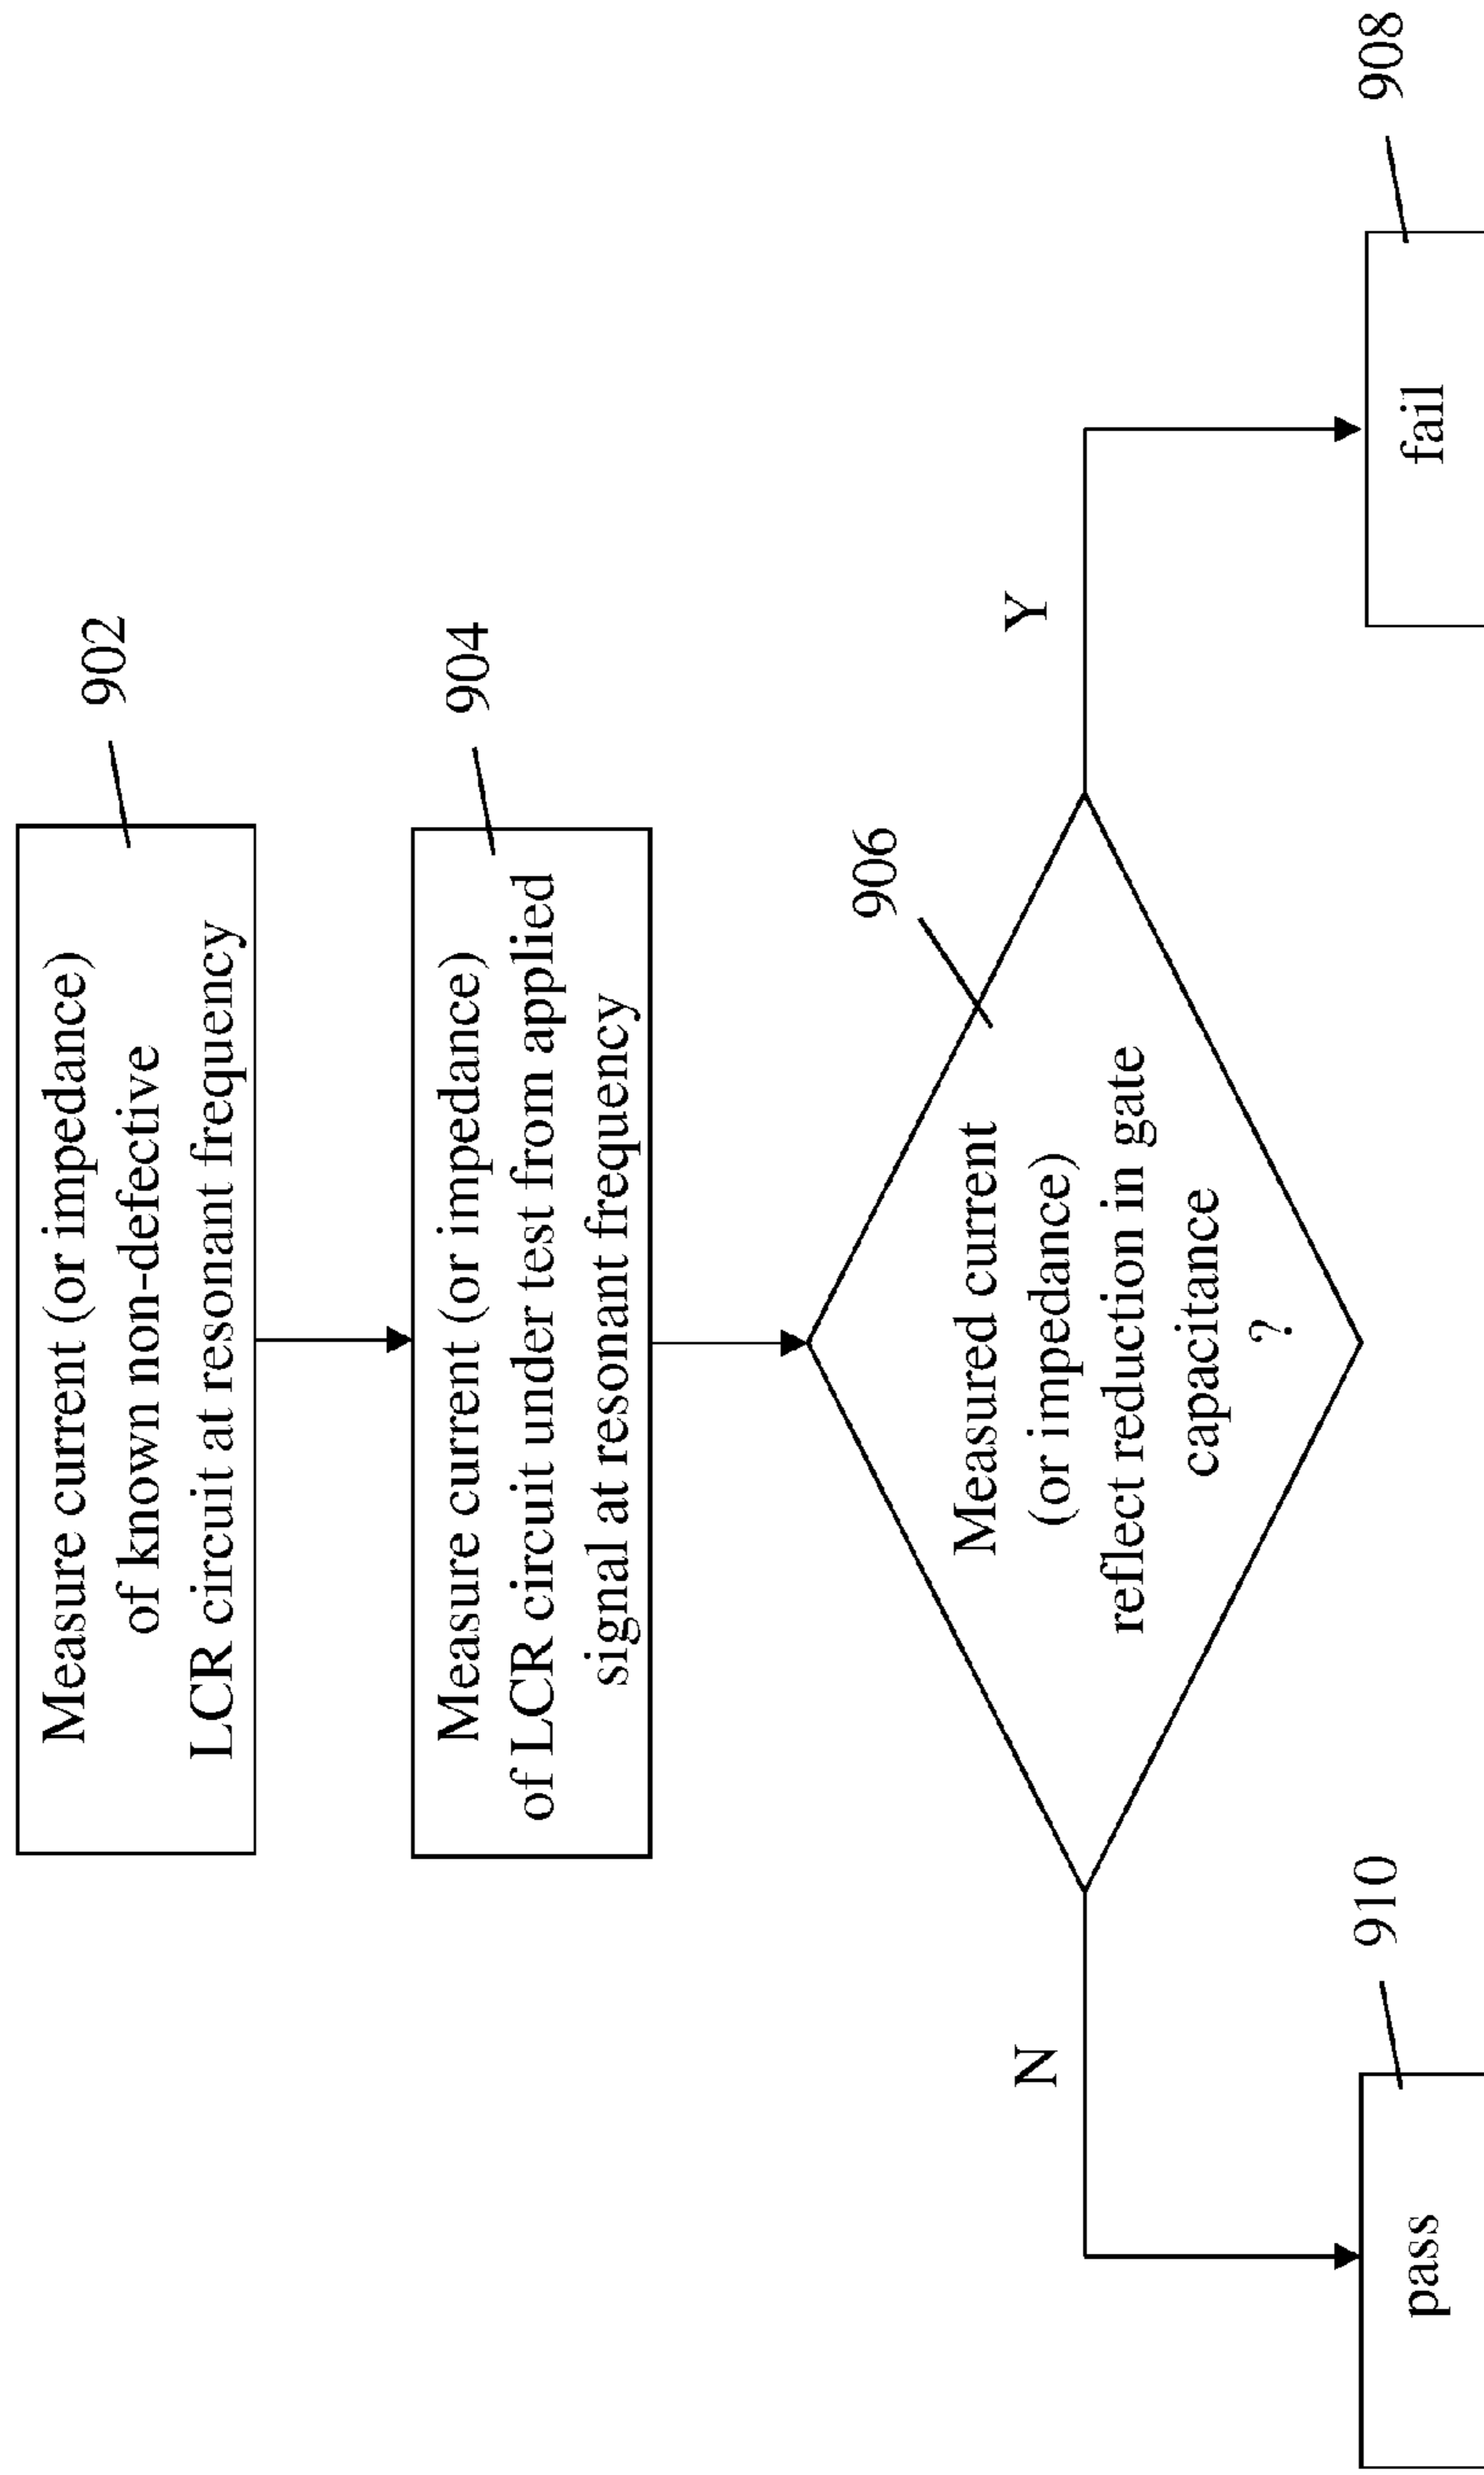 Measure current (or impedance)
of known non-defective
LCR circuit at resonant frequency
902
Measure current (or impedance)
of LCR circuit under test from applied
signal at resonant frequency
904
Measured current
(or impedance)
reflect reduction in gate
capacitance
?
906
N
Y
pass
910
fail
908